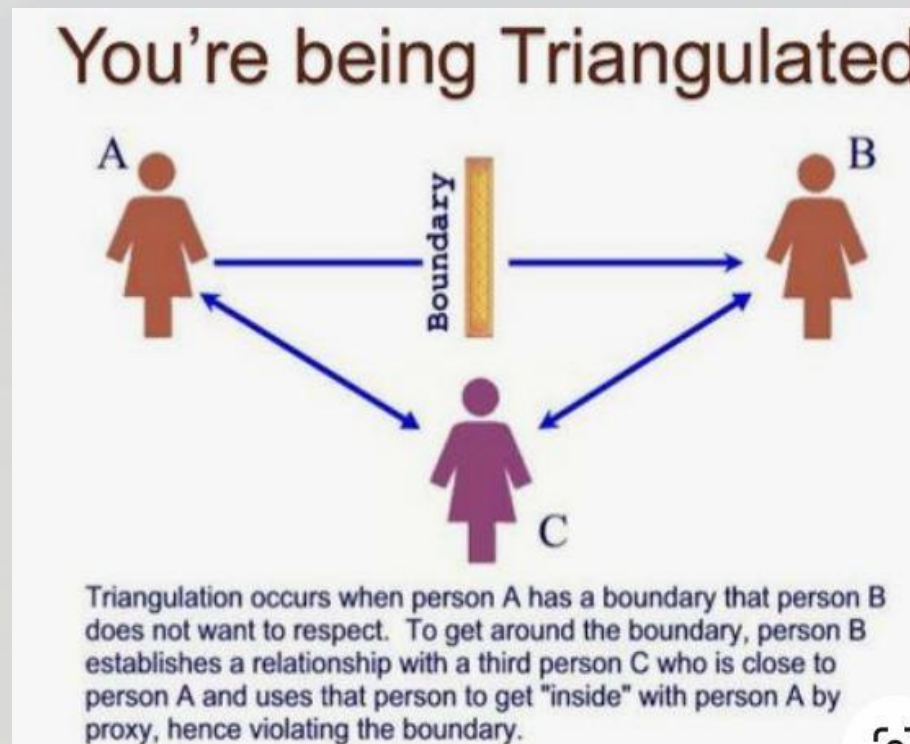 You're being Triangulated
A
B
Boundary
C
Triangulation occurs when person A has a boundary that person B
does not want to respect. To get around the boundary, person B
establishes a relationship with a third person C who is close to
person A and uses that person to get "inside" with person A by
proxy, hence violating the boundary.